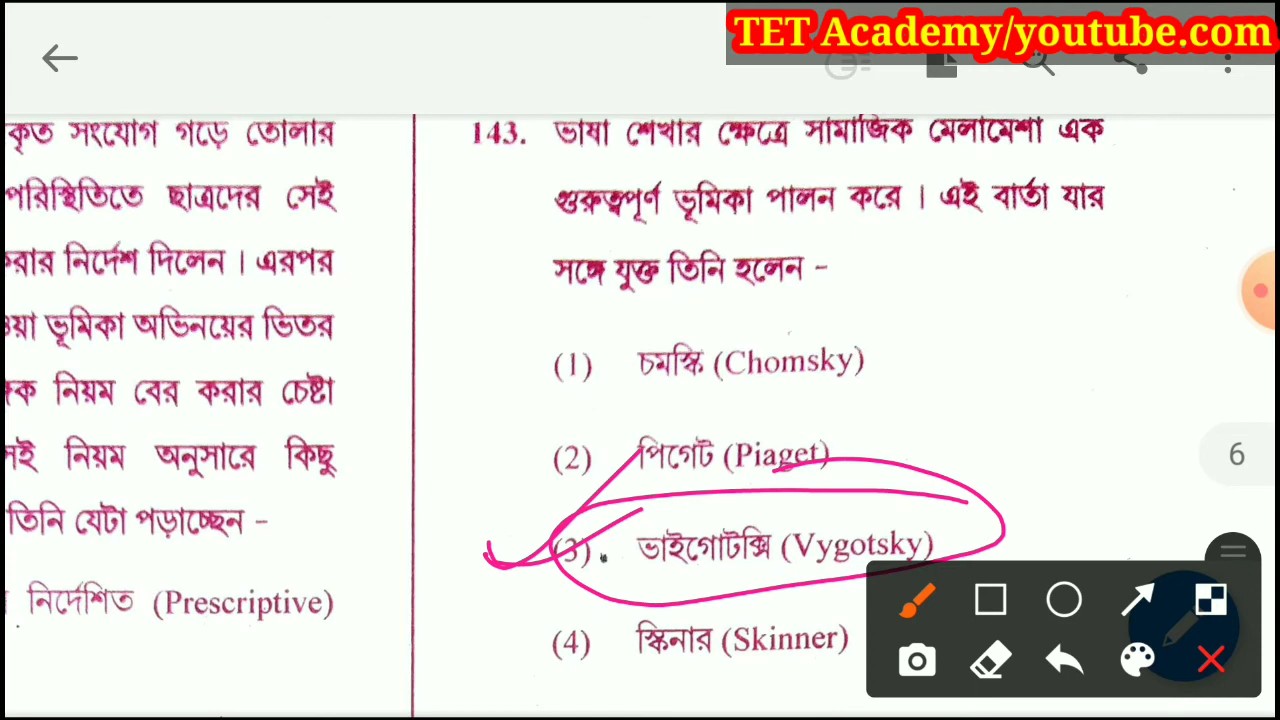 TET Academy/youtube.com
কৃত সংযোগ গড়ে তোলার
পরিস্থিতিতে ছাত্রদের সেই
করার নির্দেশ দিলেন । এরপর
ভূমিকা অভিনয়ের ভিতর
নিয়ম বের করার চেষ্টা
নিয়ম অনুসারে কিছু
তিনি যেটা পড়াচ্ছেন -
নির্দেশিত (Prescriptive)
143. ভাষা শেখার ক্ষেত্রে সামাজিক মেলামেশা এক
গুরুত্বপূর্ণ ভূমিকা পালন করে । এই বার্তা যার
সঙ্গে যুক্ত তিনি হলেন -
(1) চমস্কি (Chomsky)
(2) পিগেট (Piaget)
(3) ভাইগোটস্কি (Vygotsky)
(4) স্কিনার (Skinner)
6